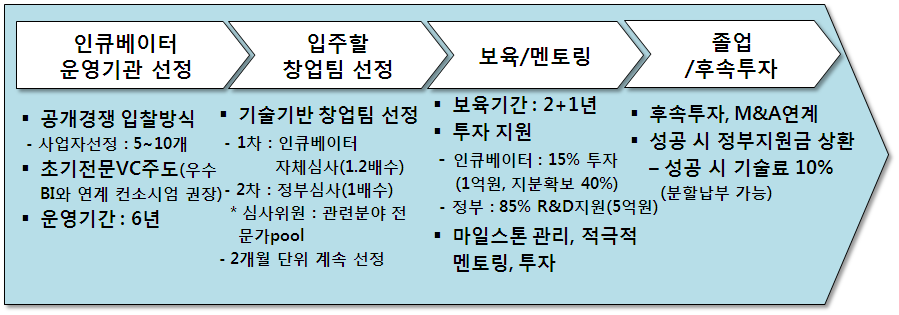 인큐베이터
운영기관 선정
입주할
창업팀 선정
보육/멘토링
졸업
/후속투자
▪ 공개경쟁 입찰방식
- 사업자선정 : 5~10개
▪ 초기전문VC주도(우수
BI와 연계 컨소시엄 권장)
▪ 운영기간 : 6년
▪ 기술기반 창업팀 선정
- 1차 : 인큐베이터
자체심사(1.2배수)
- 2차 : 정부심사(1배수)
* 심사위원 : 관련분야 전
문가pool
- 2개월 단위 계속 선정
▪ 보육기간 : 2+1년
▪ 투자 지원
- 인큐베이터 : 15% 투자
(1억원, 지분확보 40%)
- 정부 : 85% R&D지원(5억원)
▪ 마일스톤 관리, 적극적
멘토링, 투자
▪ 후속투자, M&A연계
▪ 성공 시 정부지원금 상환
– 성공 시 기술료 10%
(분할납부 가능)